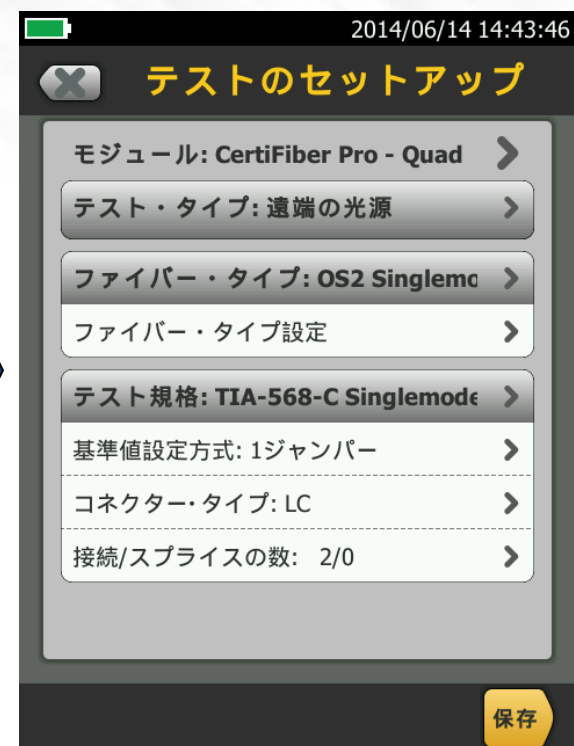 2014/06/14 14:43:46
テストのセットアップ
モジュール: CertiFiber Pro - Quad
テスト・タイプ: 遠端の光源
ファイバー・タイプ: OS2 Singlemo
ファイバー・タイプ設定
テスト規格: TIA-568-C Singlemode
基準値設定方式: 1ジャンパー
コネクター・タイプ: LC
接続/スプライスの数: 2/0
保存